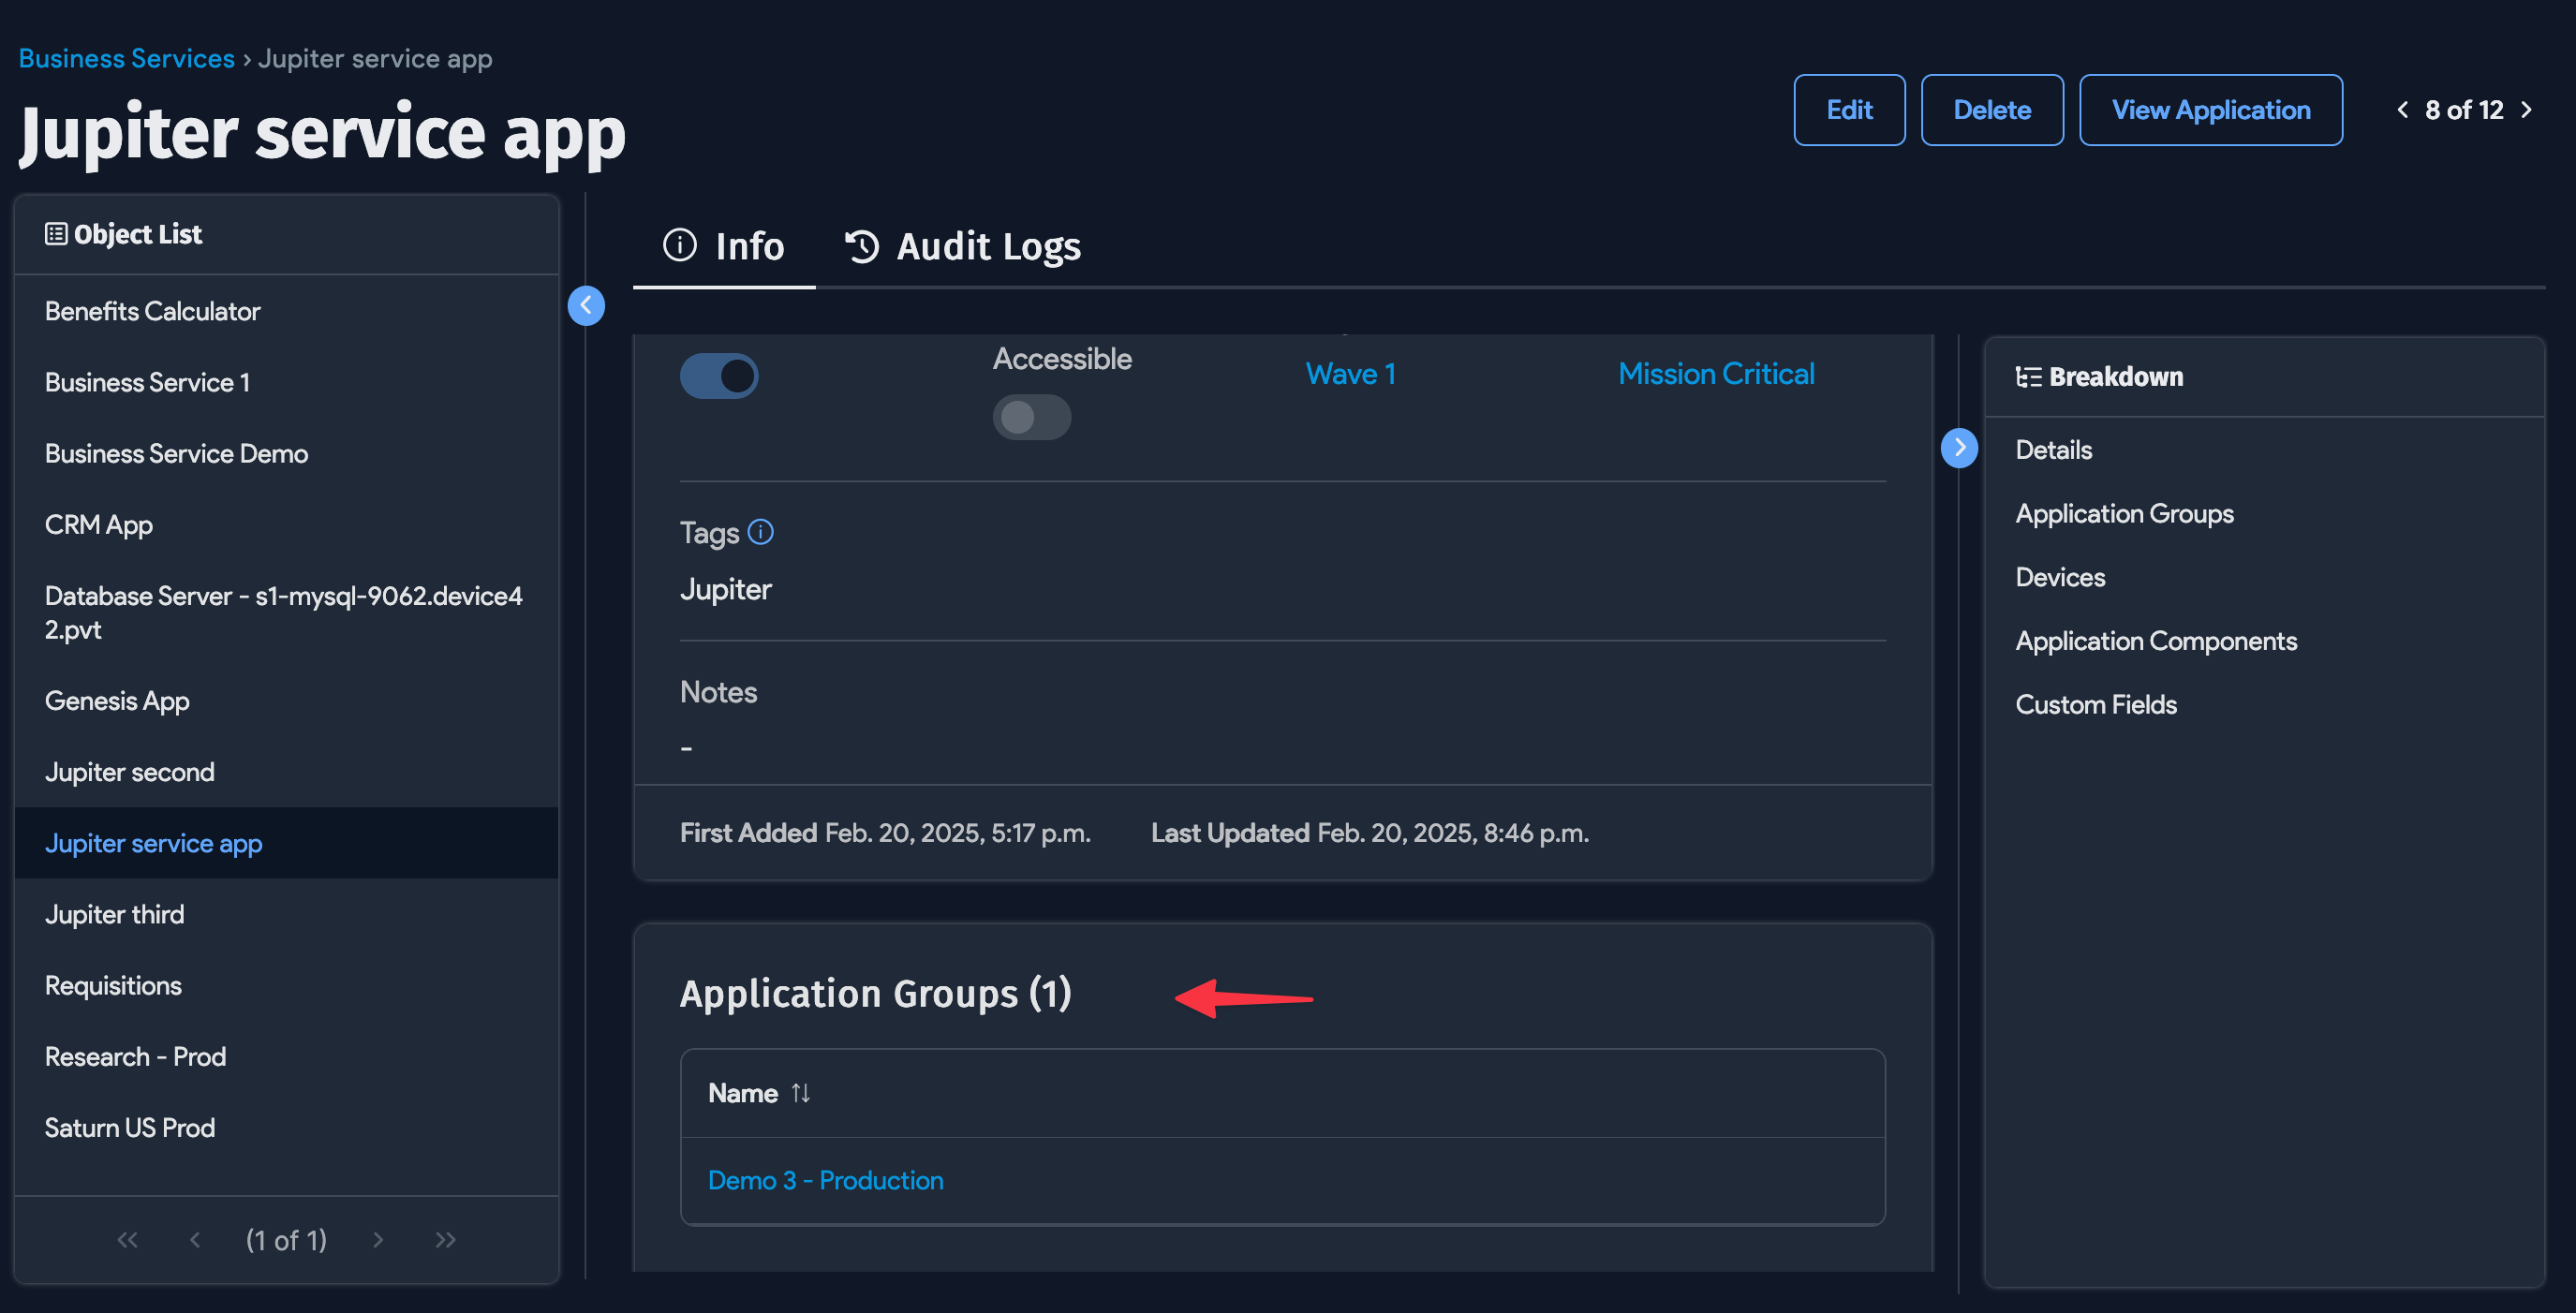 Business Services › Jupiter service app
Jupiter service app
Edit
Delete
View Application
8 of 12
Object List
Benefits Calculator
Business Service 1
Business Service Demo
CRM App
Database Server - s1-mysql-9062.device4
2.pvt
Genesis App
Jupiter second
Jupiter service app
Jupiter third
Requisitions
Research - Prod
Saturn US Prod
(1 of 1)
Info
Audit Logs
Accessible
Wave 1
Mission Critical
Tags
Jupiter
Notes
-
First Added Feb. 20, 2025, 5:17 p.m.
Last Updated Feb. 20, 2025, 8:46 p.m.
Application Groups (1)
Name
Demo 3 - Production
Breakdown
Details
Application Groups
Devices
Application Components
Custom Fields